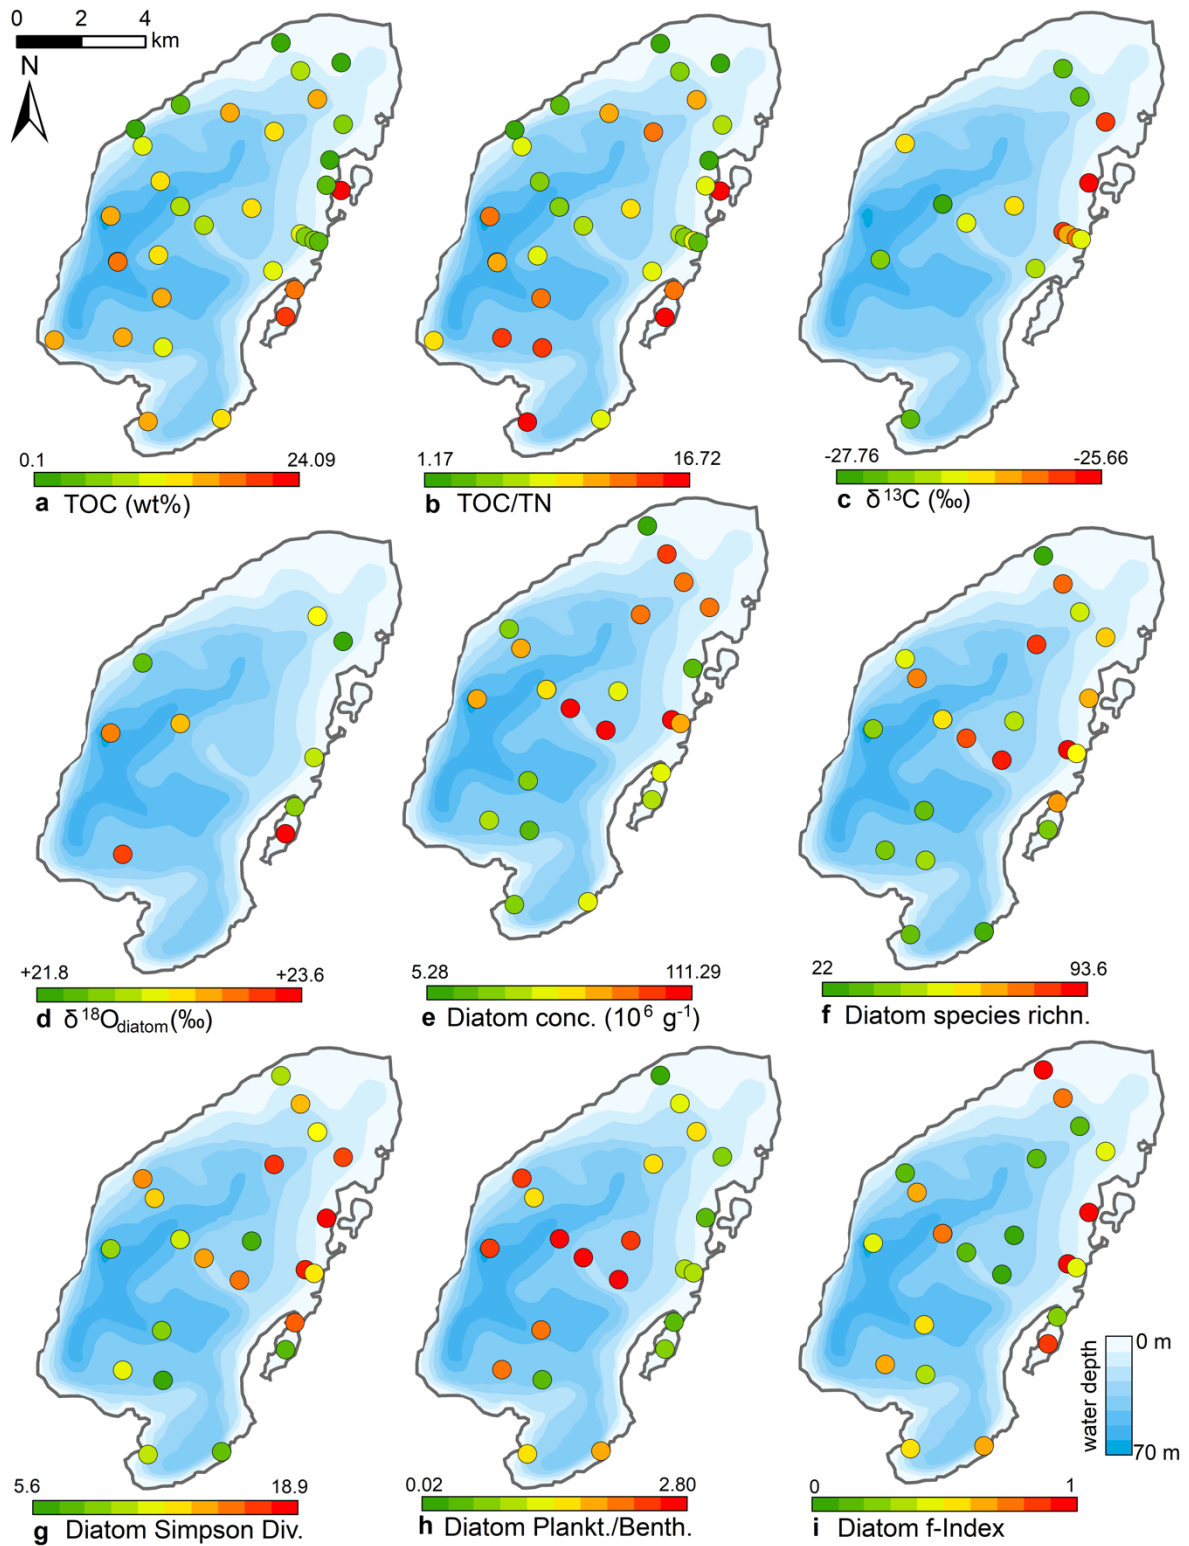 0 2 4
km
N
0.1 24.09
a TOC (wt%)
1.17 16.72
b TOC/TN
-27.76 -25.66
c δ¹³C (‰)
+21.8 +23.6
d δ¹⁸Odiatom(‰)
5.28 111.29
e Diatom conc. (10⁶ g⁻¹)
22 93.6
f Diatom species richn.
5.6 18.9
g Diatom Simpson Div.
0.02 2.80
h Diatom Plankt./Benth.
0 1
i Diatom f-Index
water depth
0 m
70 m